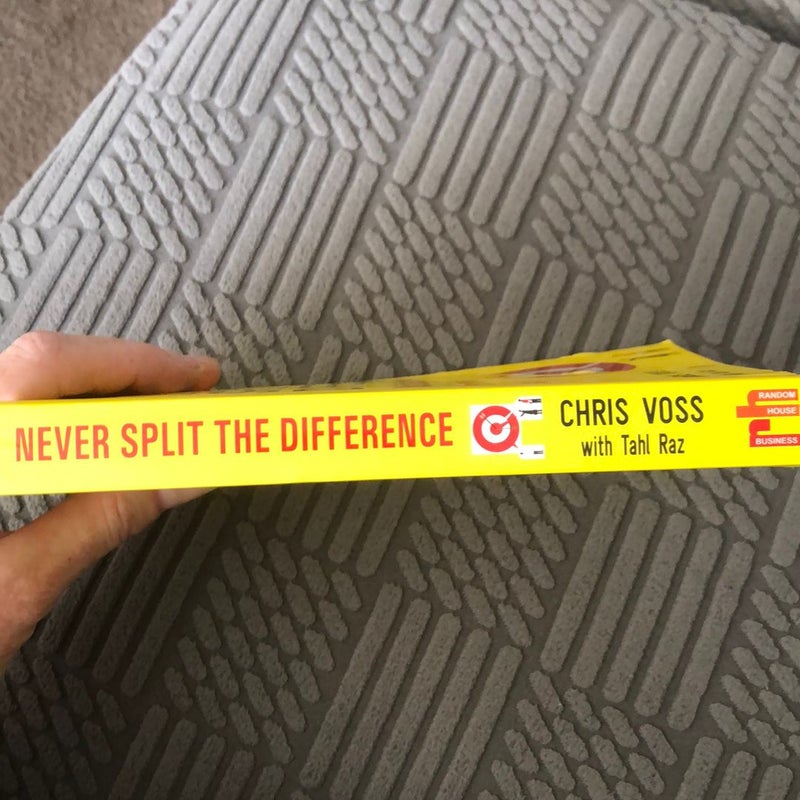 NEVER SPLIT THE DIFFERENCE
CHRIS VOSS
with Tahl Raz
RANDOM
HOUSE
BUSINESS